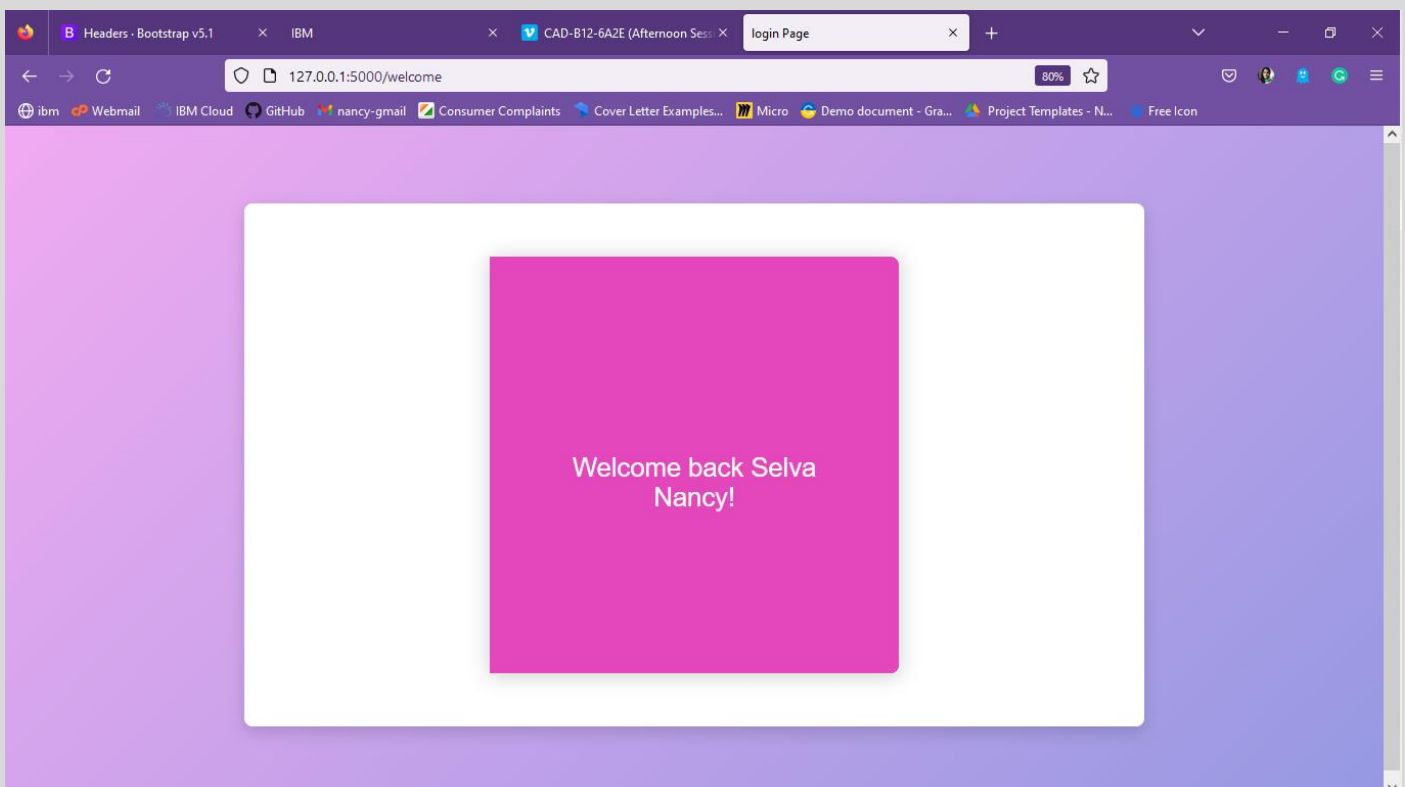 Headers · Bootstrap v5.1 IBM CAD-B12-6A2E (Afternoon Sess login Page
127.0.0.1:5000/welcome 80%
ibm Webmail IBM Cloud GitHub nancy-gmail Consumer Complaints Cover Letter Examples... Micro Demo document - Gra... Project Templates - N... Free Icon
Welcome back Selva
Nancy!